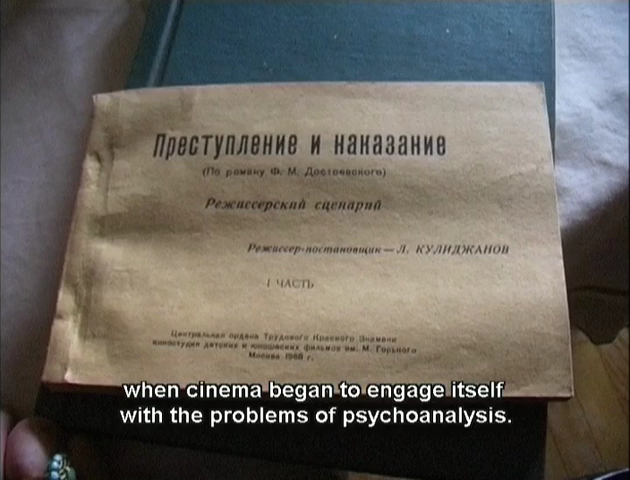 Преступление и наказание
(По роману Ф. М. Достоевского)
Режиссерский сценарий
Режиссер-постановщик — Л. КУЛИДЖАНОВ
I ЧАСТЬ
Центральная ордена Трудового Красного Знамени
киностудия детских и юношеских фильмов им. М. Горького
Москва 1968 г.
when cinema began to engage itself
with the problems of psychoanalysis.